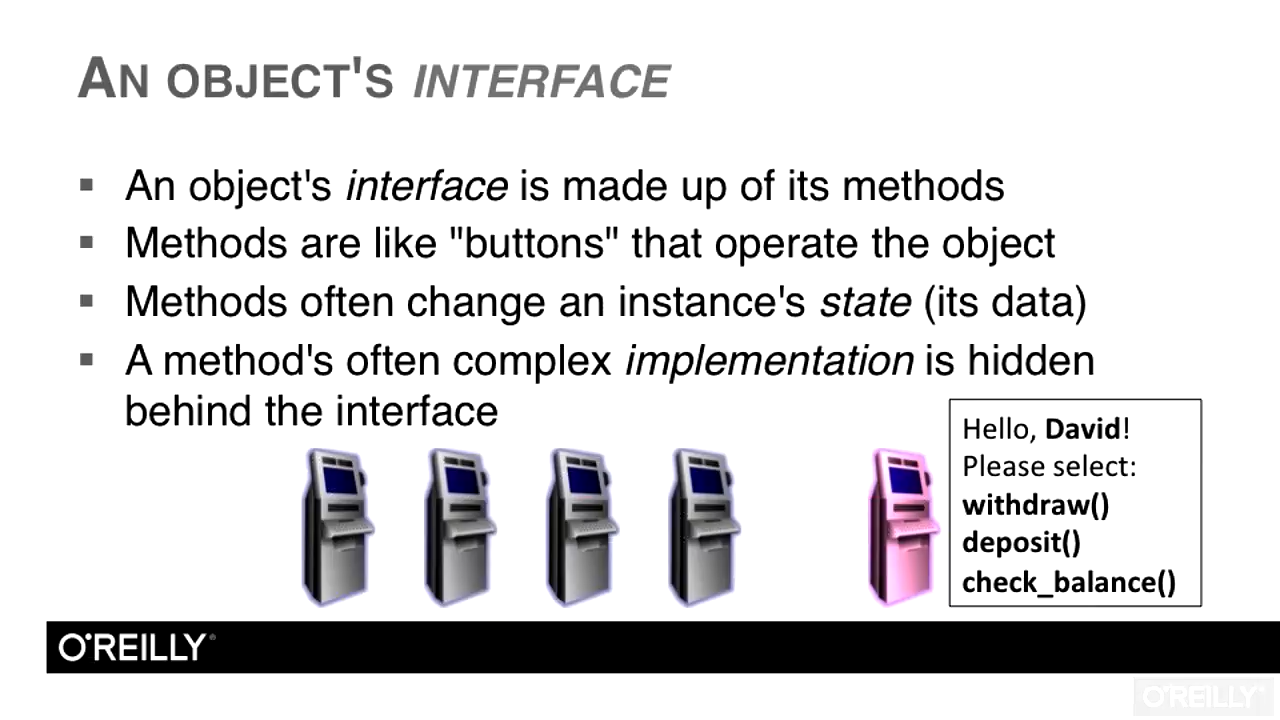 AN OBJECT'S INTERFACE
▪ An object's interface is made up of its methods
▪ Methods are like "buttons" that operate the object
▪ Methods often change an instance's state (its data)
▪ A method's often complex implementation is hidden
behind the interface
Hello, David!
Please select:
withdraw()
deposit()
check_balance()
O'REILLY®
O'REILLY